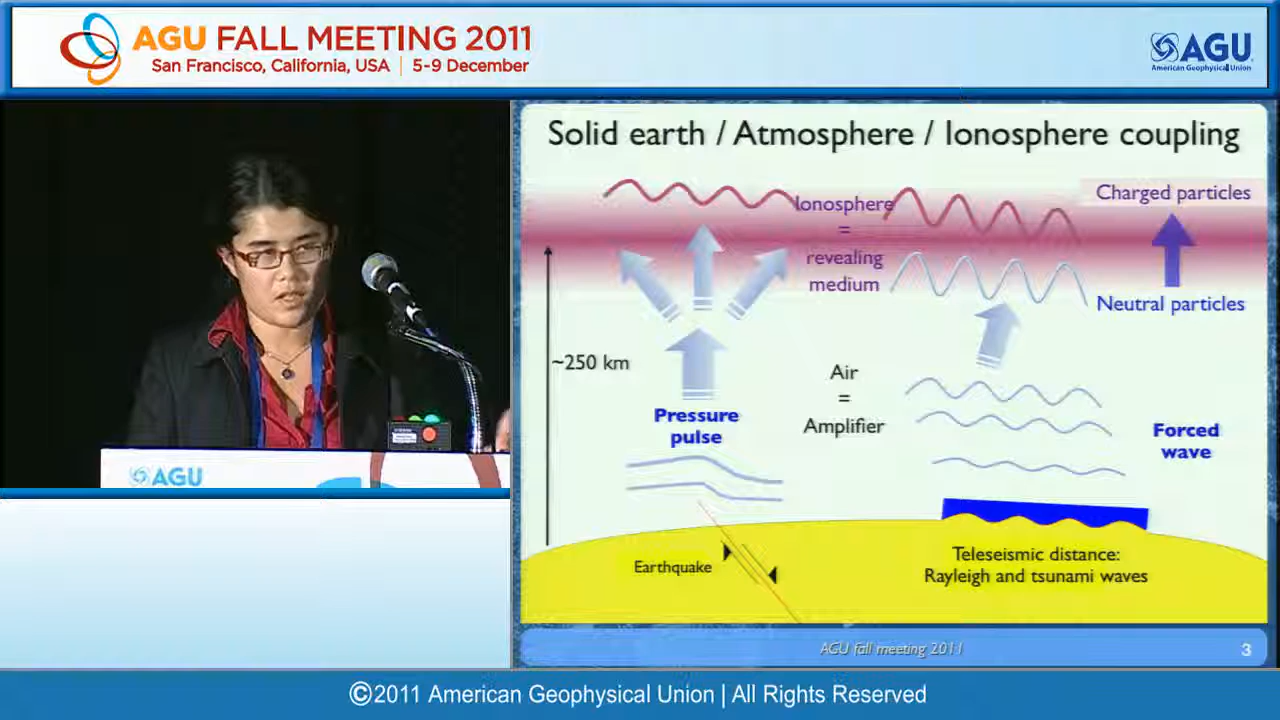 AGU FALL MEETING 2011
San Francisco, California, USA | 5-9 December
AGU
American Geophysical Union
Solid earth / Atmosphere / Ionosphere coupling
Charged particles
Ionosphere
=
revealing
medium
Neutral particles
~250 km
Air
=
Amplifier
Pressure
pulse
Forced
wave
Earthquake
Teleseismic distance:
Rayleigh and tsunami waves
AGU fall meeting 2011
3
AGU
©2011 American Geophysical Union | All Rights Reserved